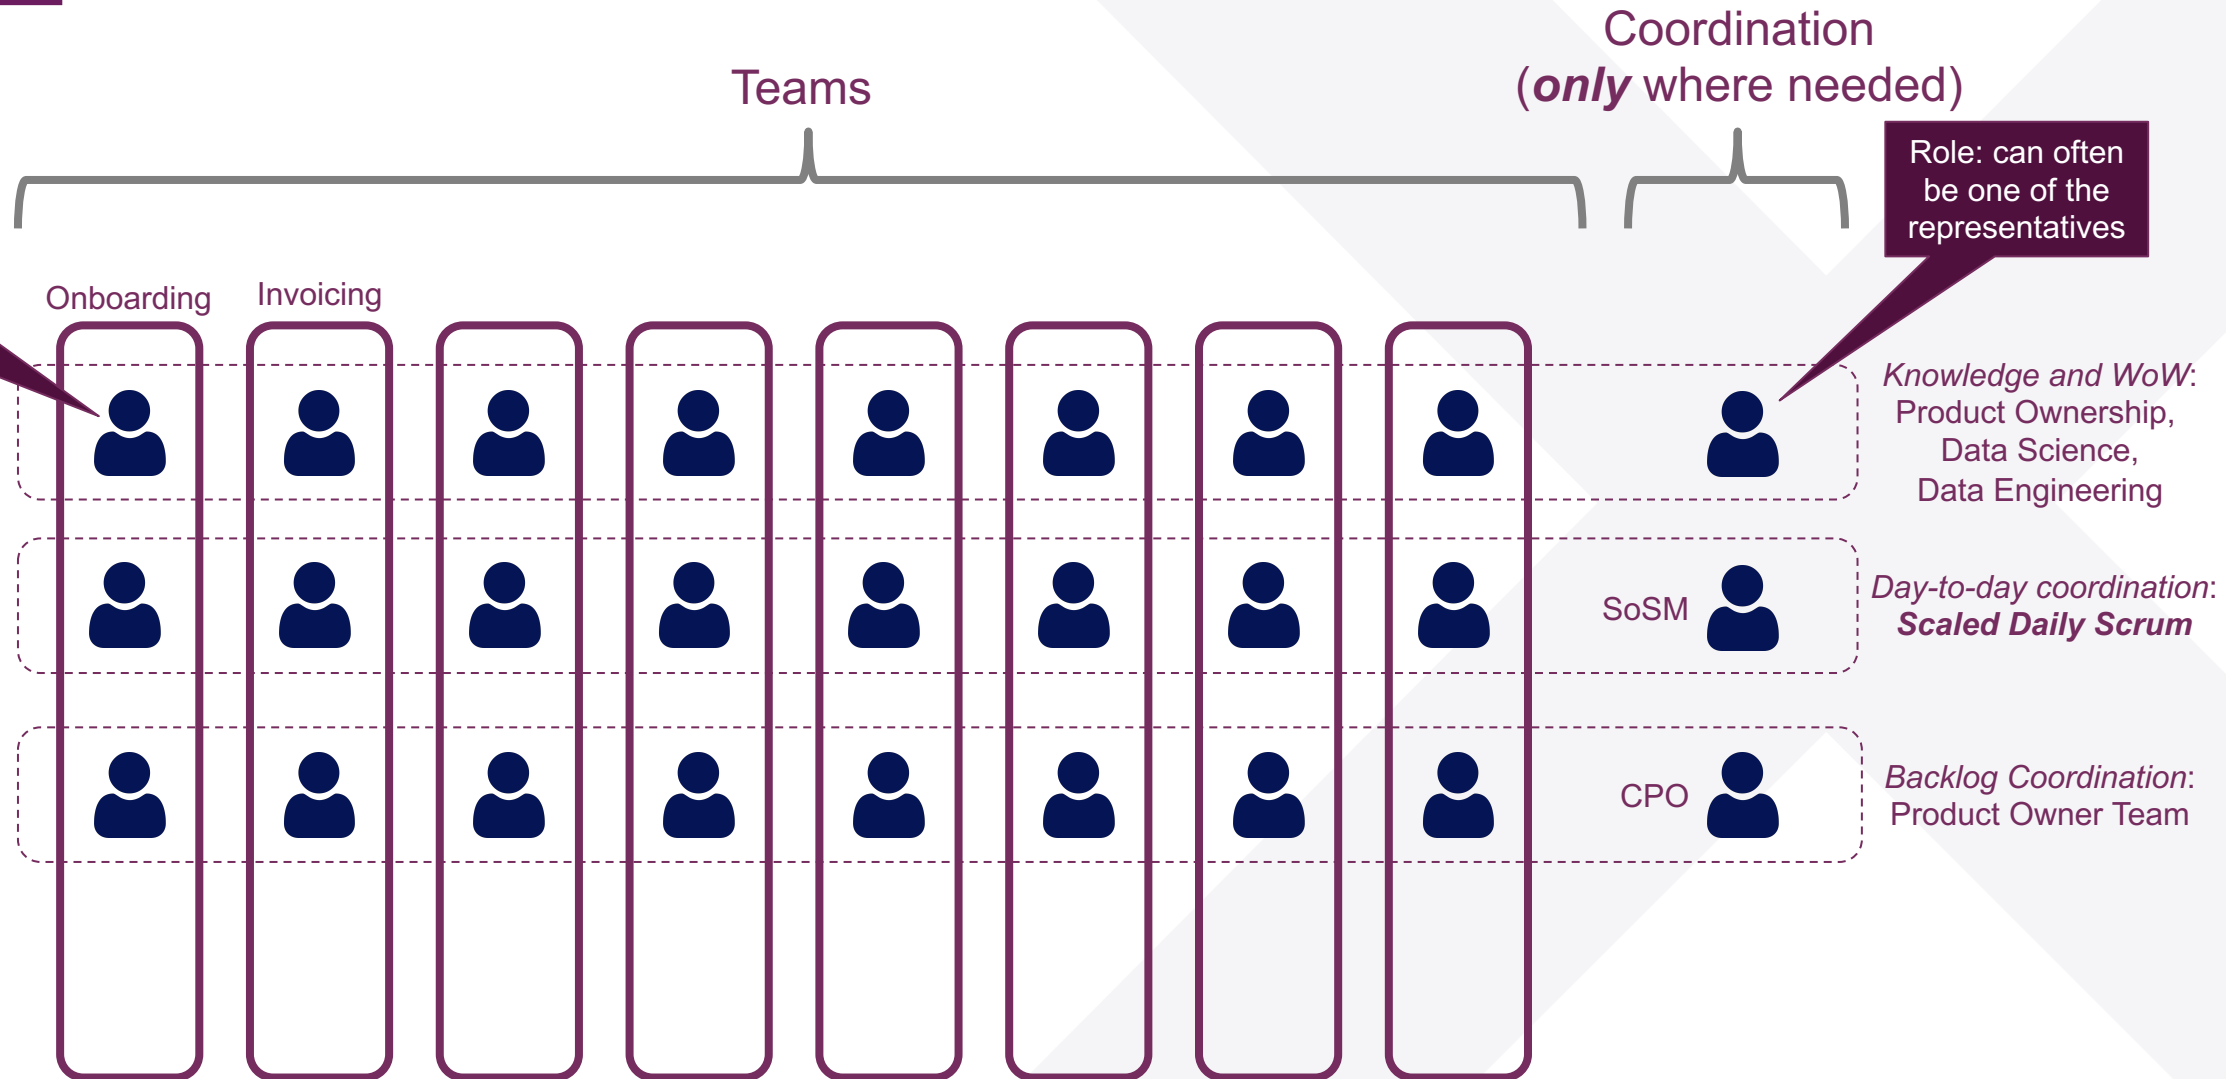 Teams
Coordination
(only where needed)
Role: can often
be one of the
representatives
Onboarding
Invoicing
Knowledge and WoW:
Product Ownership,
Data Science,
Data Engineering
SoSM
Day-to-day coordination:
Scaled Daily Scrum
CPO
Backlog Coordination:
Product Owner Team